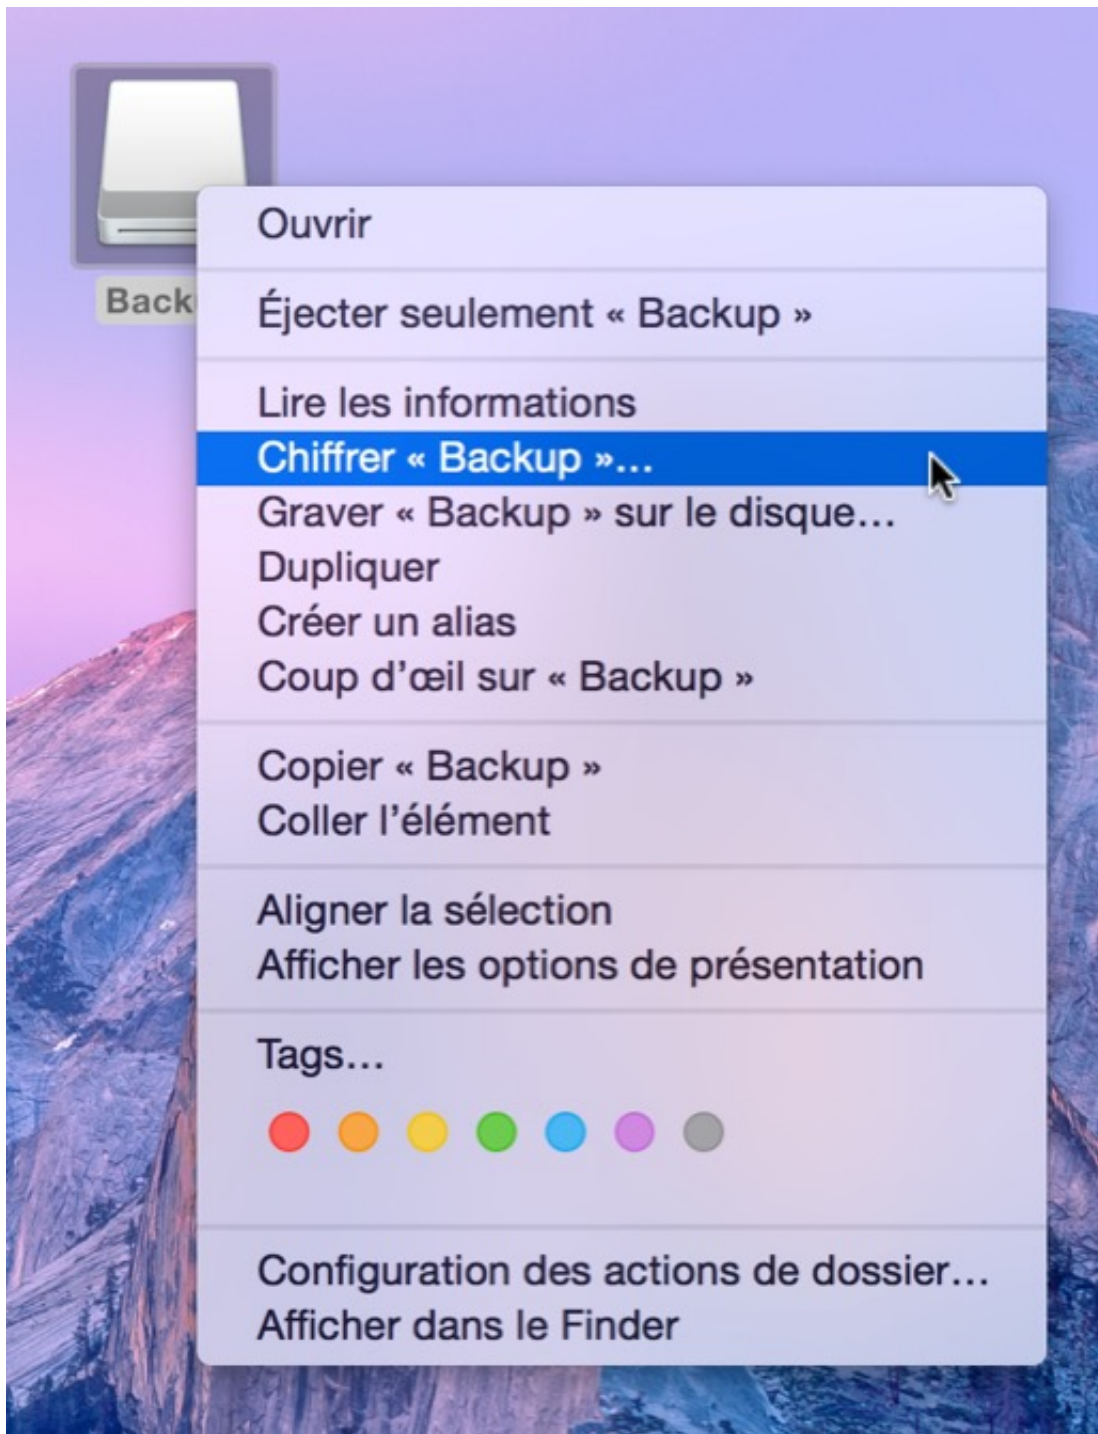 Back
Ouvrir
Éjecter seulement « Backup »
Lire les informations
Chiffrer « Backup »...
Graver « Backup » sur le disque...
Dupliquer
Créer un alias
Coup d’œil sur « Backup »
Copier « Backup »
Coller l’élément
Aligner la sélection
Afficher les options de présentation
Tags...
Configuration des actions de dossier...
Afficher dans le Finder